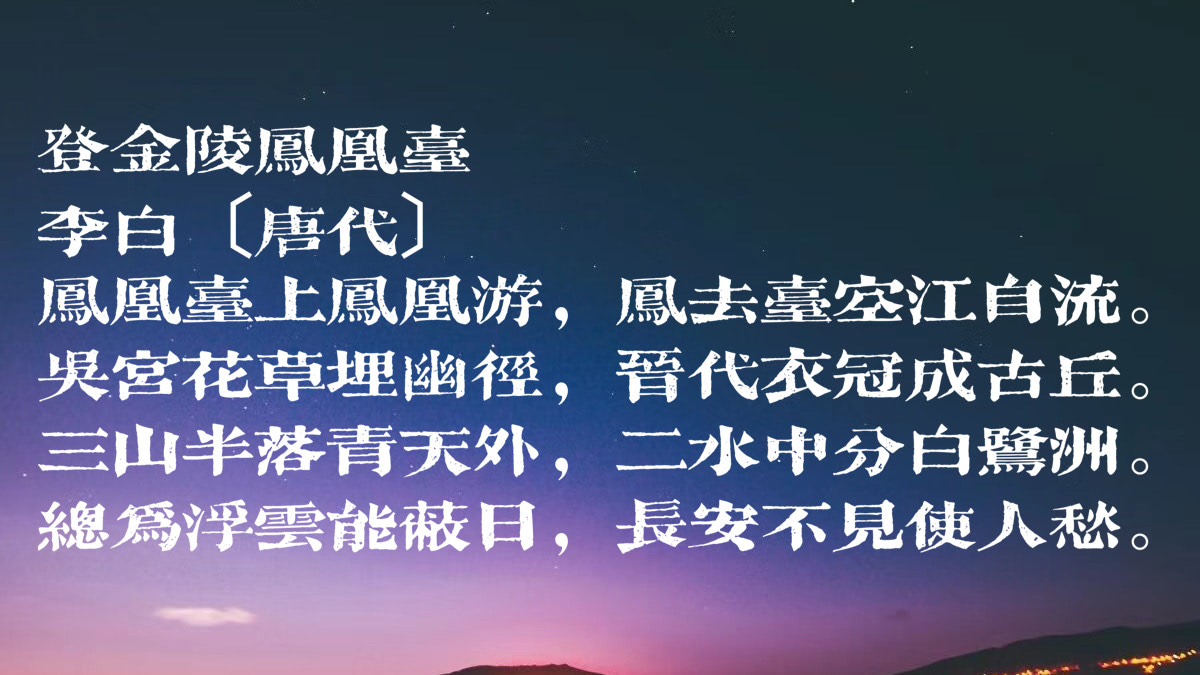 登金陵鳳凰臺
李白〔唐代〕
鳳凰臺上鳳凰游，鳳去臺空江自流。
吳宮花草埋幽徑，晉代衣冠成古丘。
三山半落青天外，二水中分白鷺洲。
總爲浮雲能蔽日，長安不見使人愁。